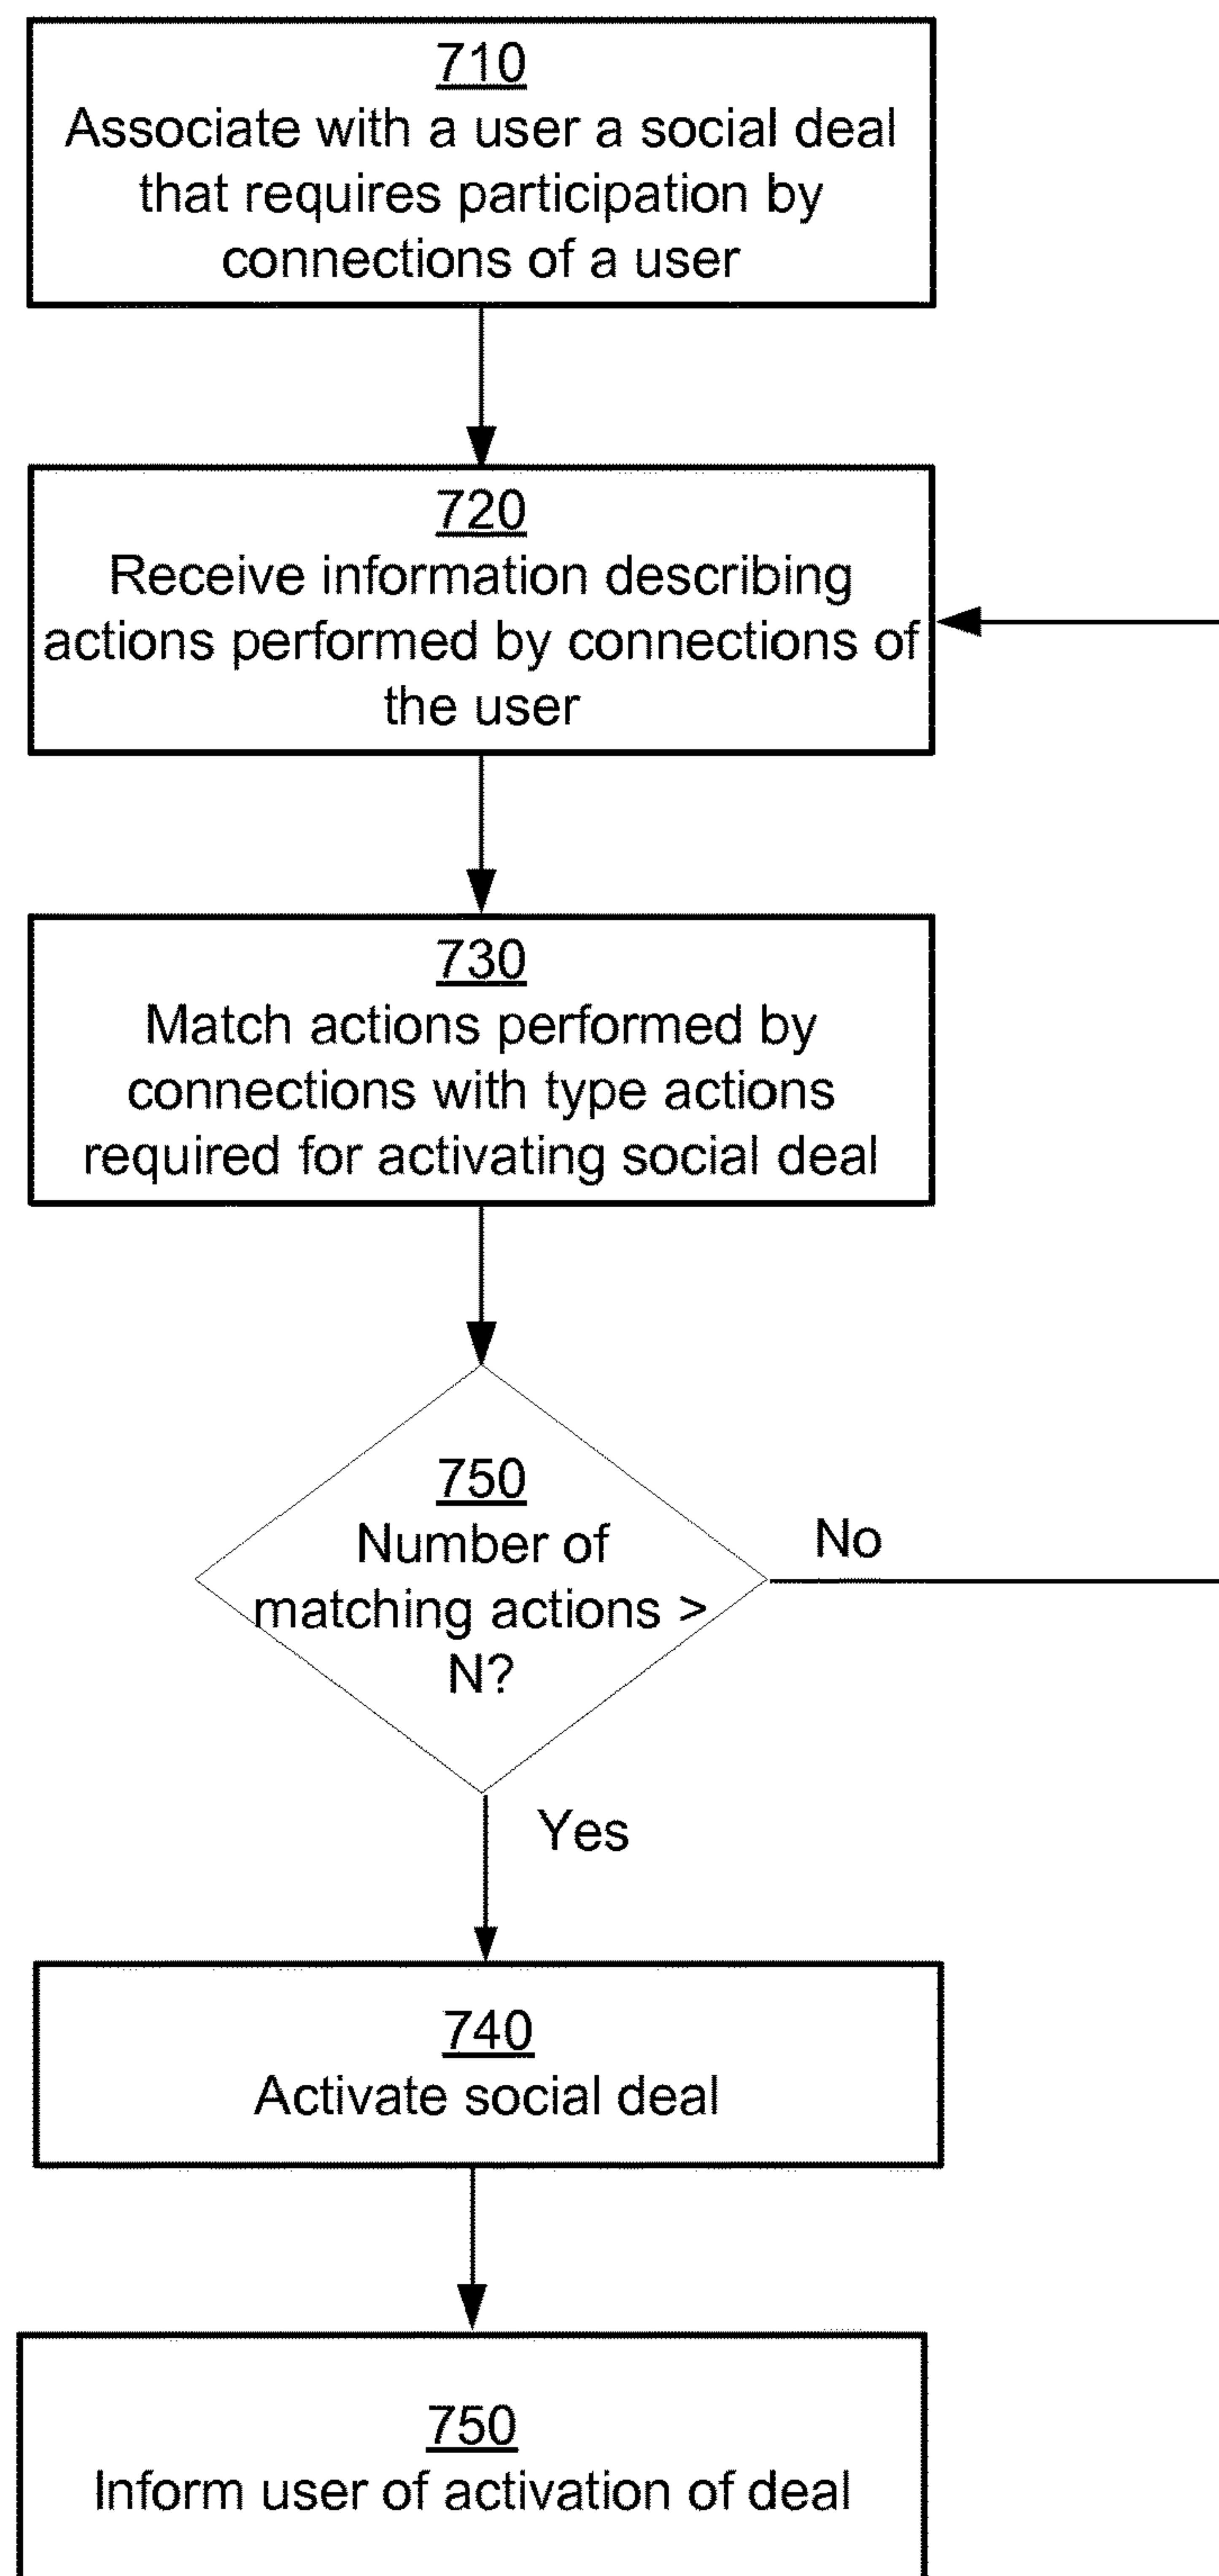 710
Associate with a user a social deal
that requires participation by
connections of a user
720
Receive information describing
actions performed by connections of
the user
730
Match actions performed by
connections with type actions
required for activating social deal
750
Number of
matching actions >
N?
No
Yes
740
Activate social deal
750
Inform user of activation of deal